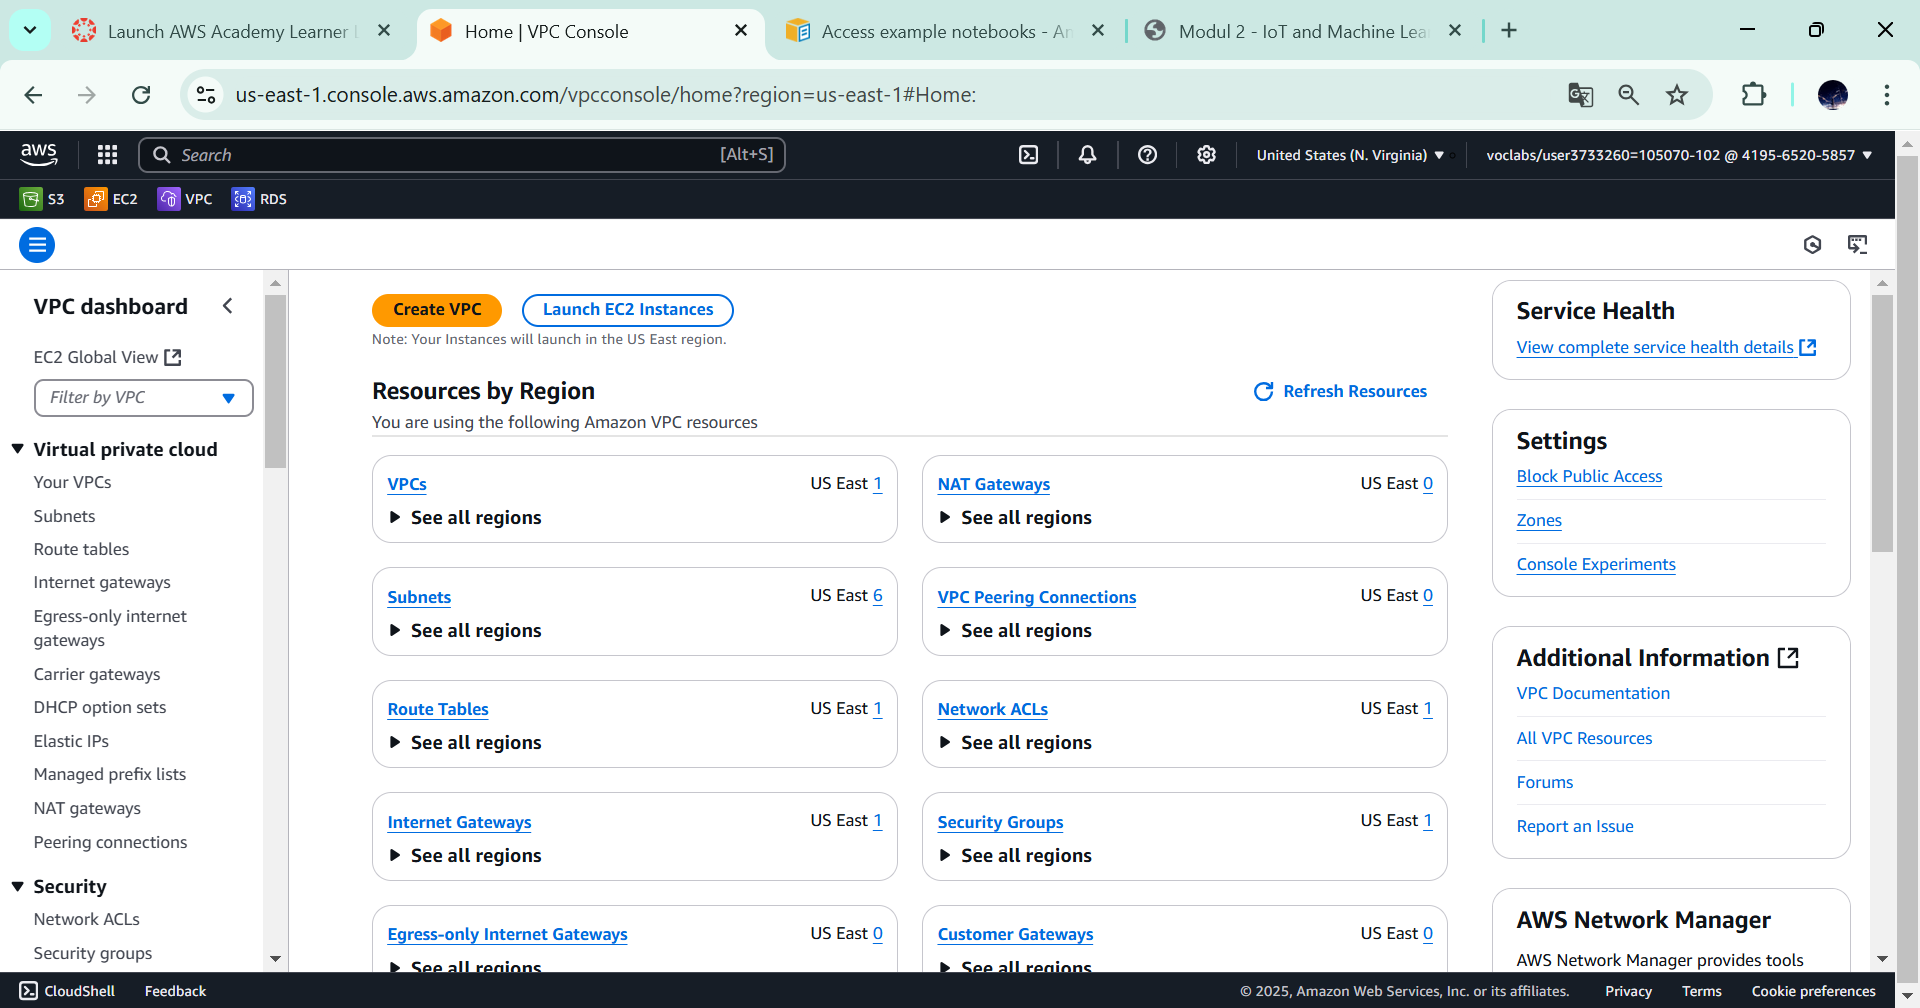 Launch AWS Academy Learner L
Home | VPC Console
Access example notebooks - Am
Modul 2 - IoT and Machine Lear
us-east-1.console.aws.amazon.com/vpcconsole/home?region=us-east-1#Home:
aws
Search
[Alt+S]
United States (N. Virginia)
voclabs/user3733260=105070-102 @ 4195-6520-5857
S3
EC2
VPC
RDS
VPC dashboard
EC2 Global View
Filter by VPC
Virtual private cloud
Your VPCs
Subnets
Route tables
Internet gateways
Egress-only internet
gateways
Carrier gateways
DHCP option sets
Elastic IPs
Managed prefix lists
NAT gateways
Peering connections
Security
Network ACLs
Security groups
Create VPC
Launch EC2 Instances
Note: Your Instances will launch in the US East region.
Resources by Region
Refresh Resources
You are using the following Amazon VPC resources
VPCs
US East 1
See all regions
NAT Gateways
US East 0
See all regions
Subnets
US East 6
See all regions
VPC Peering Connections
US East 0
See all regions
Route Tables
US East 1
See all regions
Network ACLs
US East 1
See all regions
Internet Gateways
US East 1
See all regions
Security Groups
US East 1
See all regions
Egress-only Internet Gateways
US East 0
See all regions
Customer Gateways
US East 0
See all regions
Service Health
View complete service health details
Settings
Block Public Access
Zones
Console Experiments
Additional Information
VPC Documentation
All VPC Resources
Forums
Report an Issue
AWS Network Manager
AWS Network Manager provides tools
CloudShell
Feedback
© 2025, Amazon Web Services, Inc. or its affiliates.
Privacy
Terms
Cookie preferences